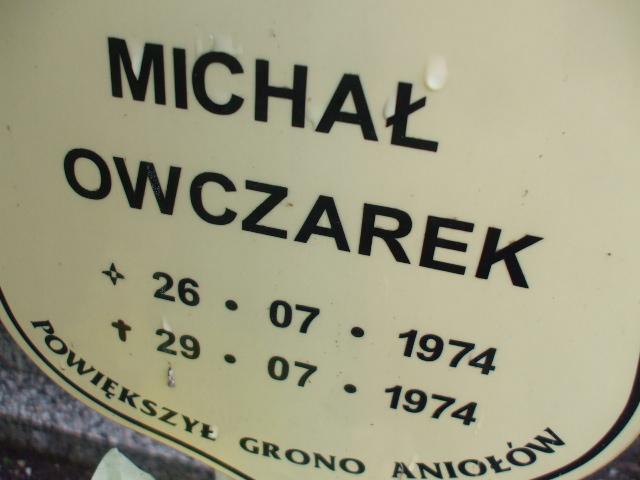 MICHAŁ
OWCZAREK
26 • 07 • 1974
29 • 07 • 1974
POWIĘKSZYŁ GRONO ANIOŁÓW